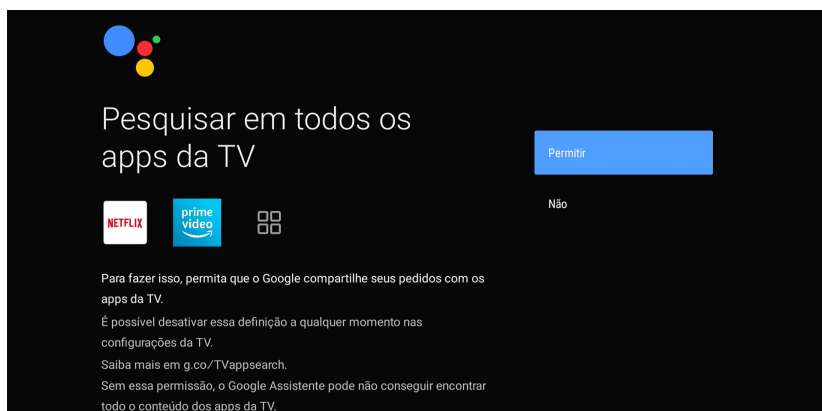 Pesquisar em todos os
apps da TV
NETFLIX
prime
video
Para fazer isso, permita que o Google compartilhe seus pedidos com os
apps da TV.
É possível desativar essa definição a qualquer momento nas
configurações da TV.
Saiba mais em g.co/TVappsearch.
Sem essa permissão, o Google Assistente pode não conseguir encontrar
todo o conteúdo dos apps da TV.
Permitir
Não